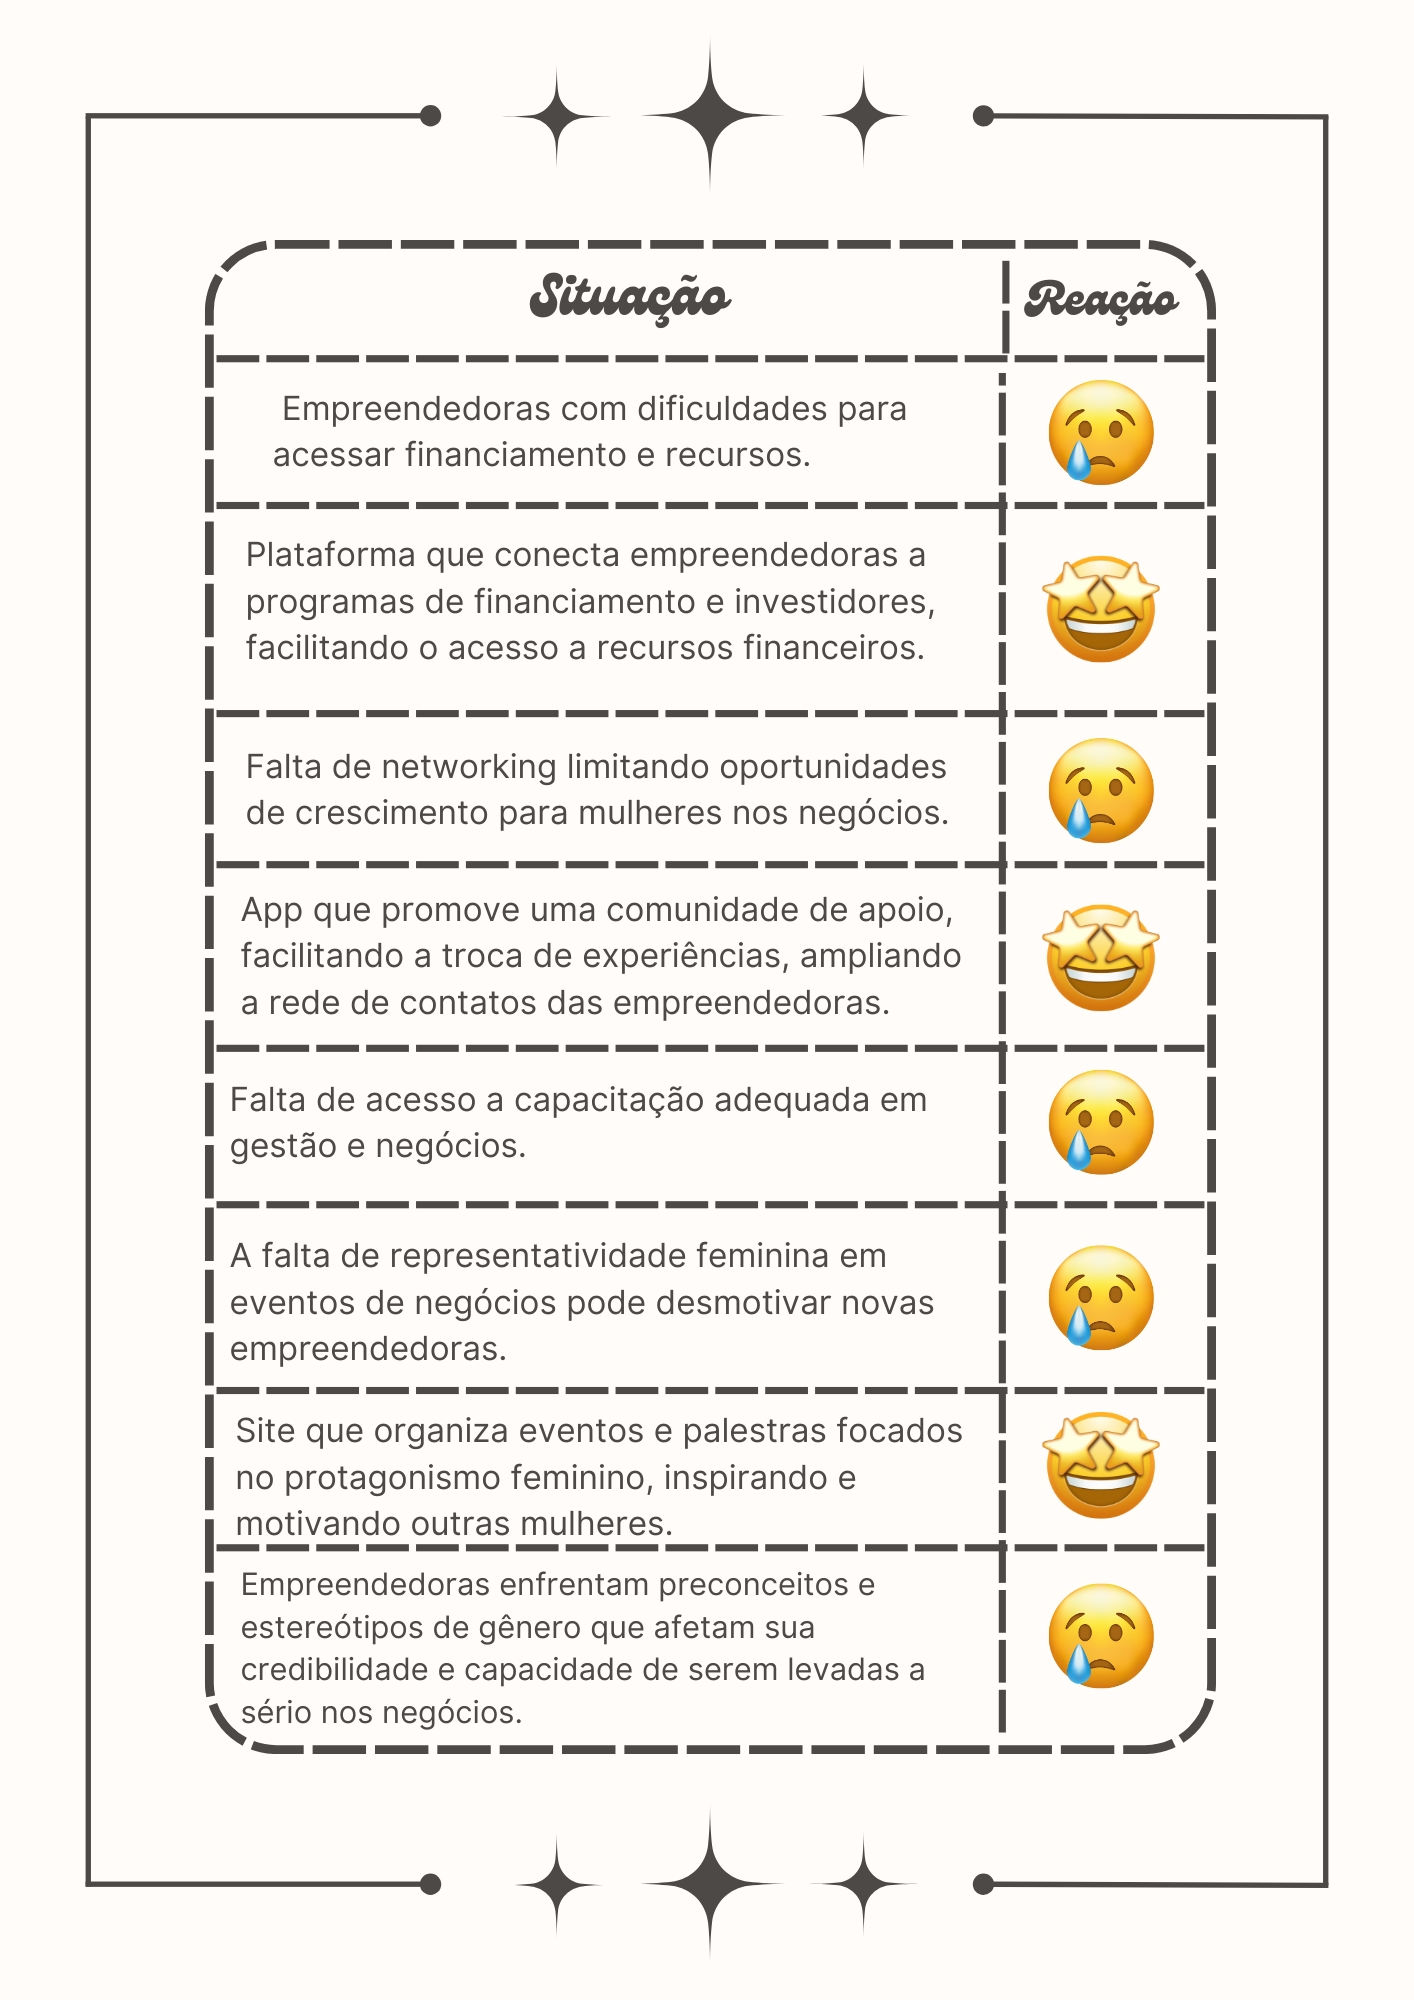 Situação
Reação
Empreendedoras com dificuldades para
acessar financiamento e recursos.
Plataforma que conecta empreendedoras a
programas de financiamento e investidores,
facilitando o acesso a recursos financeiros.
Falta de networking limitando oportunidades
de crescimento para mulheres nos negócios.
App que promove uma comunidade de apoio,
facilitando a troca de experiências, ampliando
a rede de contatos das empreendedoras.
Falta de acesso a capacitação adequada em
gestão e negócios.
A falta de representatividade feminina em
eventos de negócios pode desmotivar novas
empreendedoras.
Site que organiza eventos e palestras focados
no protagonismo feminino, inspirando e
motivando outras mulheres.
Empreendedoras enfrentam preconceitos e
estereótipos de gênero que afetam sua
credibilidade e capacidade de serem levadas a
sério nos negócios.